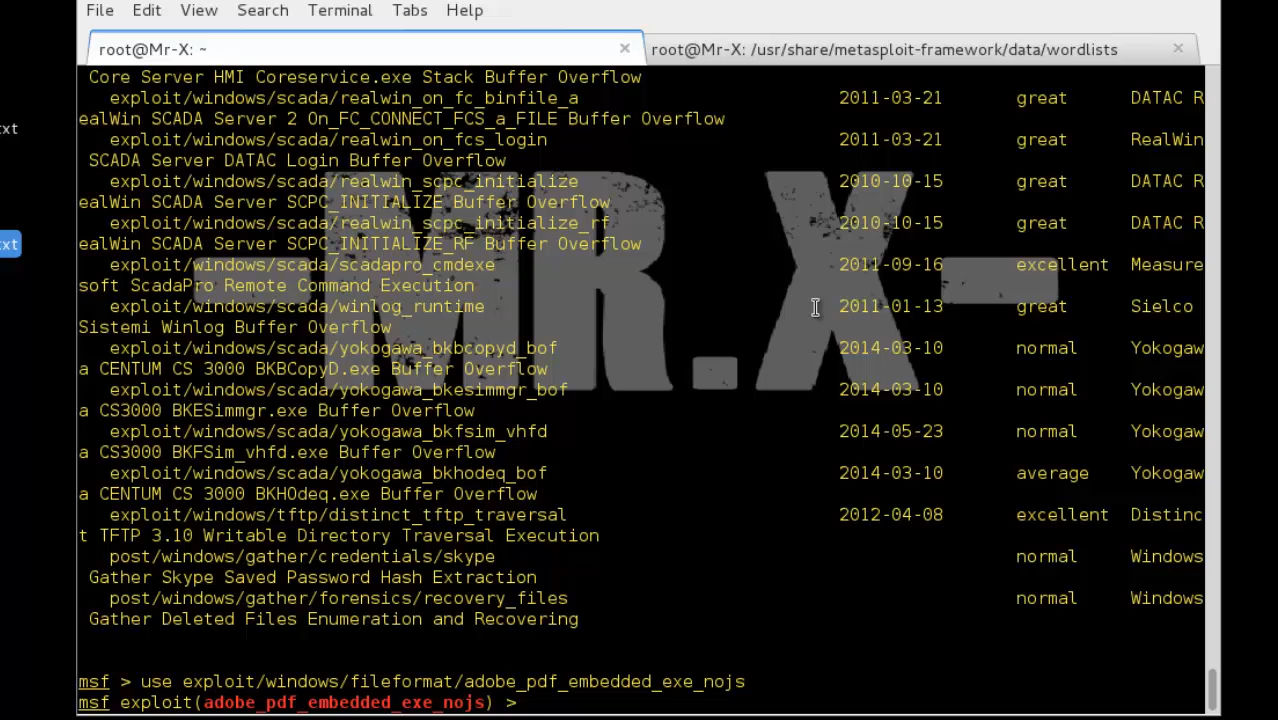 File Edit View Search Terminal Tabs Help
root@Mr-X: ~ × root@Mr-X: /usr/share/metasploit-framework/data/wordlists ×
Core Server HMI Coreservice.exe Stack Buffer Overflow
exploit/windows/scada/realwin_on_fc_binfile_a 2011-03-21 great DATAC R
ealWin SCADA Server 2 On_FC_CONNECT_FCS_a_FILE Buffer Overflow
exploit/windows/scada/realwin_on_fcs_login 2011-03-21 great RealWin
SCADA Server DATAC Login Buffer Overflow
exploit/windows/scada/realwin_scpc_initialize 2010-10-15 great DATAC R
ealWin SCADA Server SCPC_INITIALIZE Buffer Overflow
exploit/windows/scada/realwin_scpc_initialize_rf 2010-10-15 great DATAC R
ealWin SCADA Server SCPC_INITIALIZE_RF Buffer Overflow
exploit/windows/scada/scadapro_cmdexe 2011-09-16 excellent Measure
soft ScadaPro Remote Command Execution
exploit/windows/scada/winlog_runtime 2011-01-13 great Sielco
Sistemi Winlog Buffer Overflow
exploit/windows/scada/yokogawa_bkbcopyd_bof 2014-03-10 normal Yokogaw
a CENTUM CS 3000 BKBCopyD.exe Buffer Overflow
exploit/windows/scada/yokogawa_bkesimmgr_bof 2014-03-10 normal Yokogaw
a CS3000 BKESimmgr.exe Buffer Overflow
exploit/windows/scada/yokogawa_bkfsim_vhfd 2014-05-23 normal Yokogaw
a CS3000 BKFSim_vhfd.exe Buffer Overflow
exploit/windows/scada/yokogawa_bkhodeq_bof 2014-03-10 average Yokogaw
a CENTUM CS 3000 BKHOdeq.exe Buffer Overflow
exploit/windows/tftp/distinct_tftp_traversal 2012-04-08 excellent Distinc
t TFTP 3.10 Writable Directory Traversal Execution
post/windows/gather/credentials/skype normal Windows
Gather Skype Saved Password Hash Extraction
post/windows/gather/forensics/recovery_files normal Windows
Gather Deleted Files Enumeration and Recovering
msf > use exploit/windows/fileformat/adobe_pdf_embedded_exe_nojs
msf exploit(adobe_pdf_embedded_exe_nojs) >
-MR.X-
txt
txt